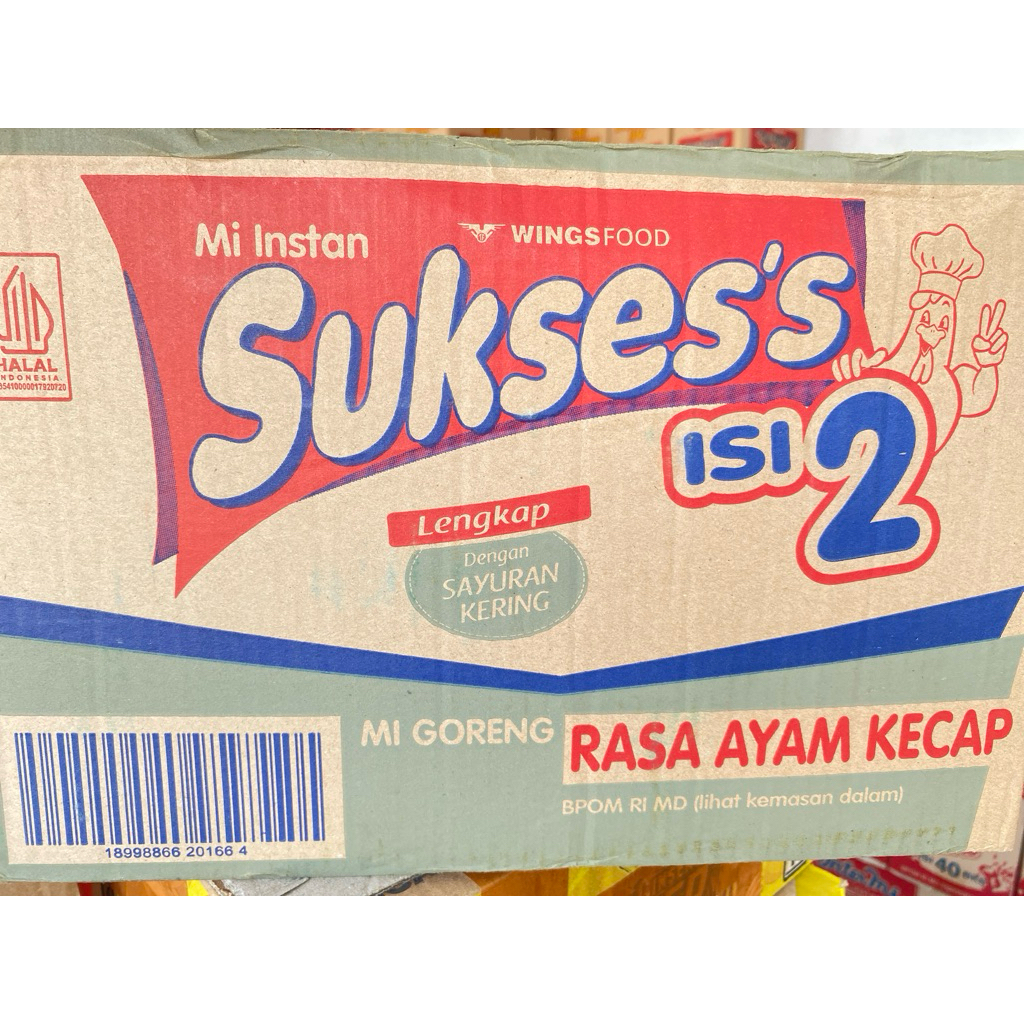 Mi Instan
WINGSFOOD
Sukses's
HALAL
INDONESIA
ISI 2
Lengkap
Dengan
SAYURAN
KERING
MI GORENG
RASA AYAM KECAP
BPOM RI MD (lihat kemasan dalam)
18998866 20166 4
40